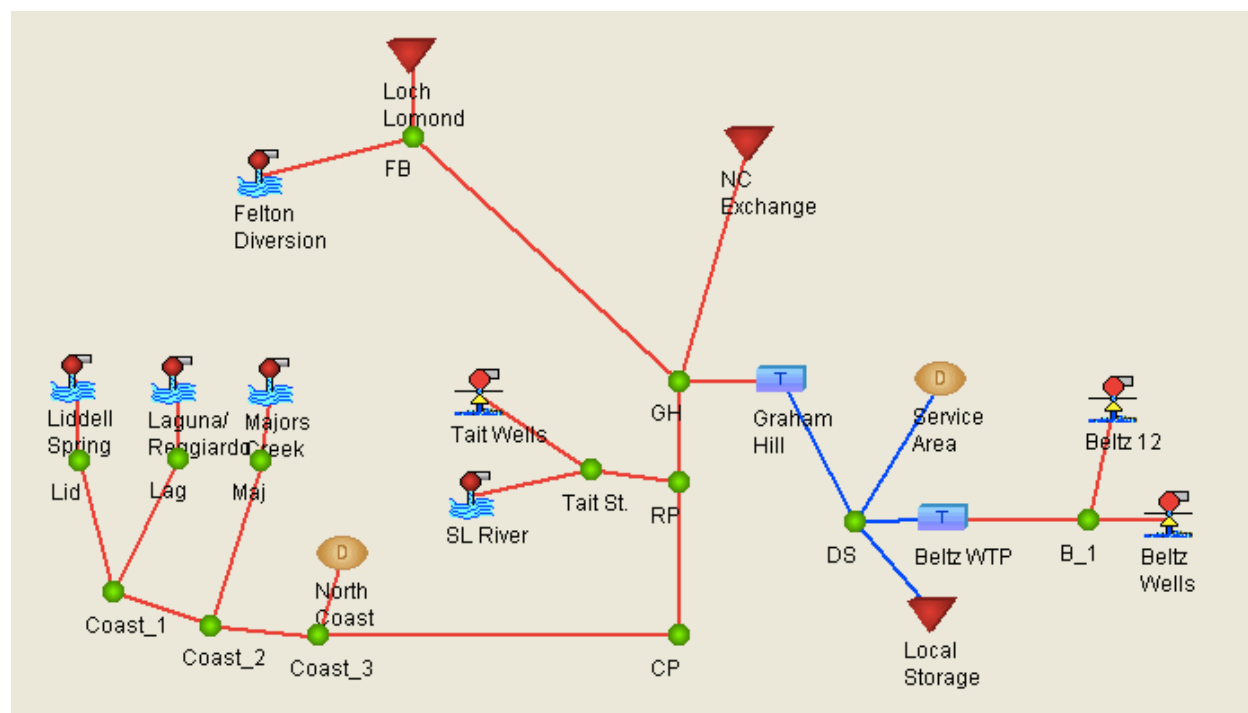 Loch
Lomond
FB
NC
Exchange
Felton
Diversion
Liddell
Spring
Laguna/
Reggiardo
Majors
Creek
Tait Wells
GH
T
Graham
Hill
D
Service
Area
Beltz 12
Lid
Lag
Maj
SL River
Tait St.
RP
DS
T
Beltz WTP
B_1
Beltz
Wells
D
North
Coast
Coast_1
Coast_2
Coast_3
CP
Local
Storage